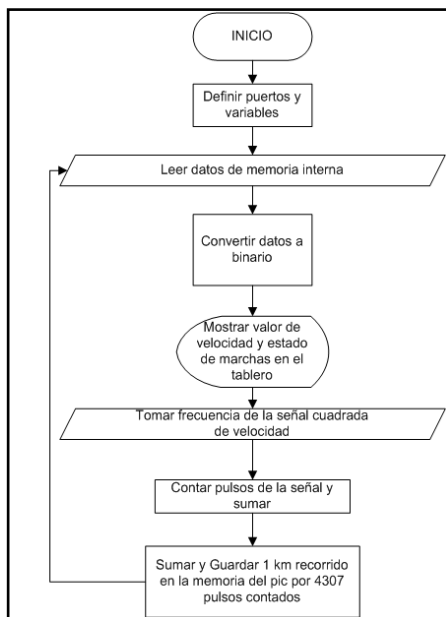 INICIO
Definir puertos y
variables
Leer datos de memoria interna
Convertir datos a
binario
Mostrar valor de
velocidad y estado
de marchas en el
tablero
Tomar frecuencia de la señal cuadrada
de velocidad
Contar pulsos de la señal y
sumar
Sumar y Guardar 1 km recorrido
en la memoria del pic por 4307
pulsos contados